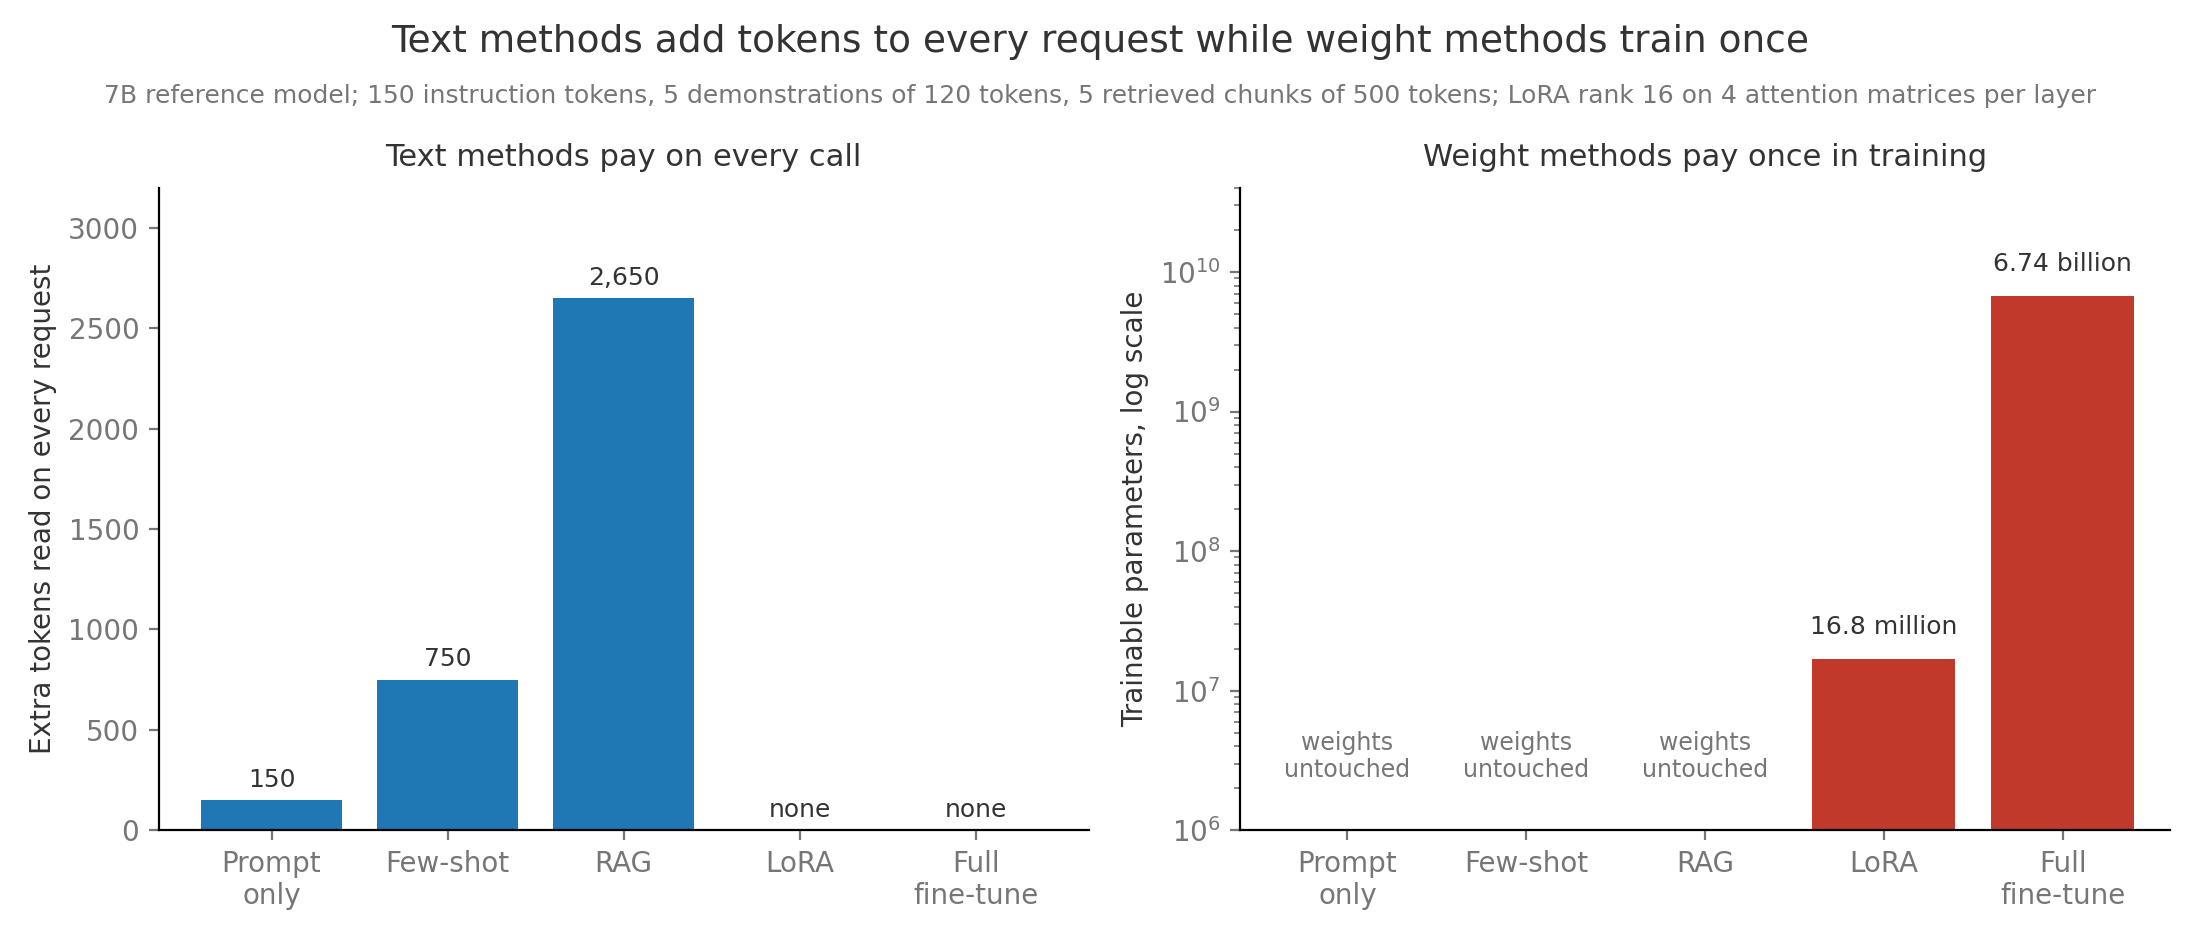 Text methods add tokens to every request while weight methods train once
7B reference model; 150 instruction tokens, 5 demonstrations of 120 tokens, 5 retrieved chunks of 500 tokens; LoRA rank 16 on 4 attention matrices per layer
Text methods pay on every call
Extra tokens read on every request
3000
2500
2000
1500
1000
500
0
150
750
2,650
none
none
Prompt
only
Few-shot
RAG
LoRA
Full
fine-tune
Weight methods pay once in training
Trainable parameters, log scale
10¹⁰
10⁹
10⁸
10⁷
10⁶
weights
untouched
weights
untouched
weights
untouched
16.8 million
6.74 billion
Prompt
only
Few-shot
RAG
LoRA
Full
fine-tune